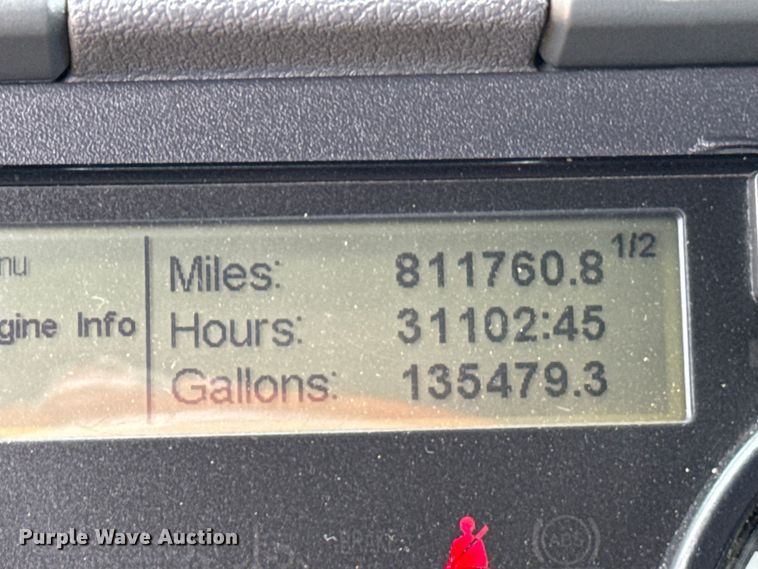 nu
1/2
Miles: 811760.8
gine Info
Hours: 31102:45
Gallons: 135479.3
Purple Wave Auction